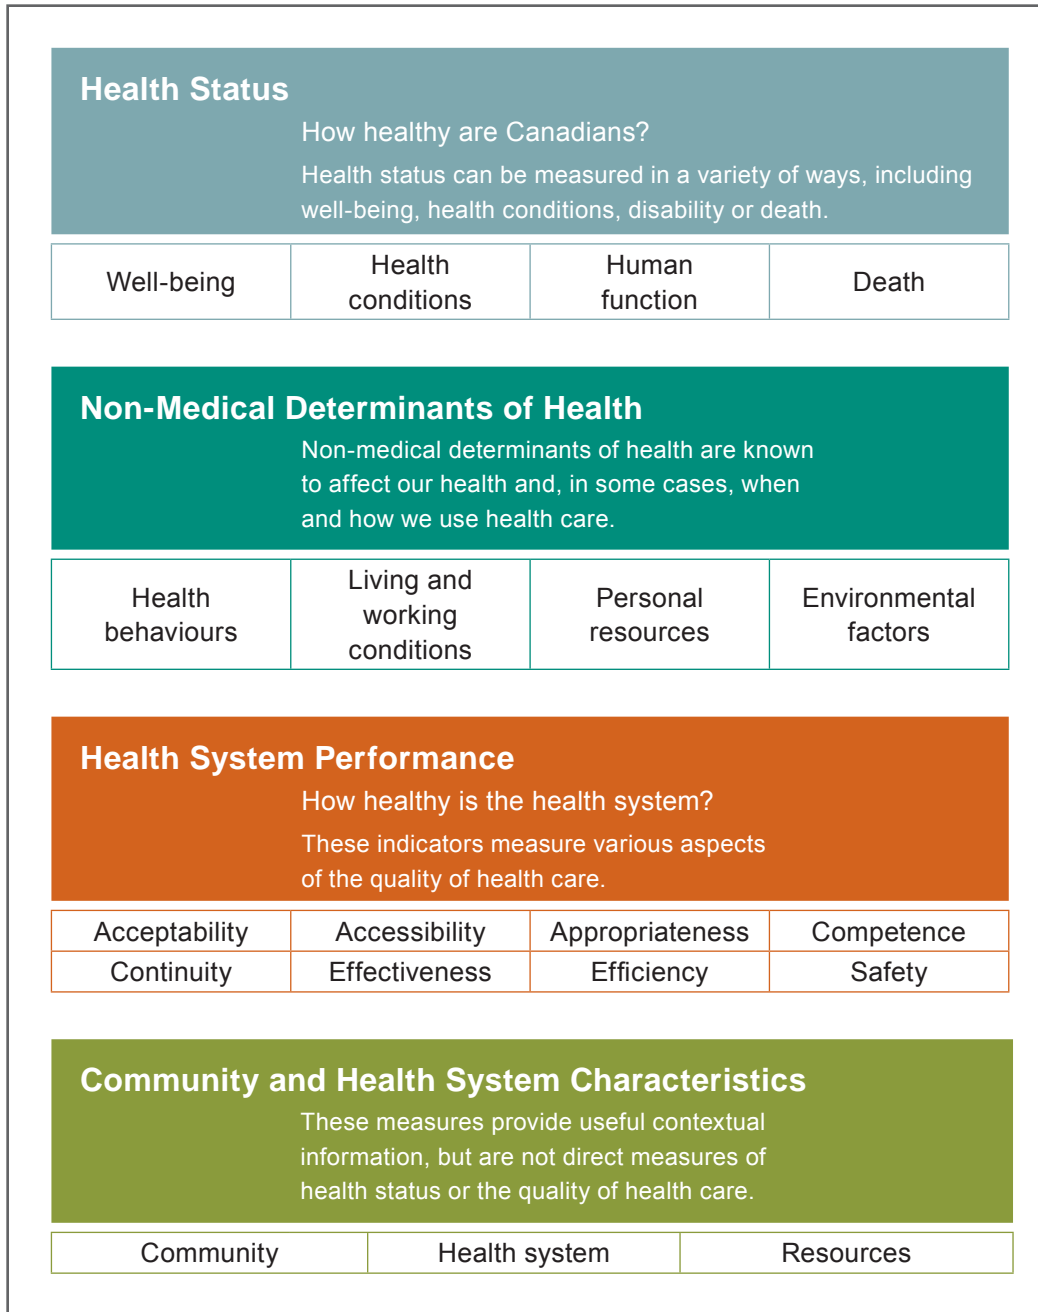 Health Status
How healthy are Canadians?
Health status can be measured in a variety of ways, including
well-being, health conditions, disability or death.
Well-being
Health
conditions
Human
function
Death
Non-Medical Determinants of Health
Non-medical determinants of health are known
to affect our health and, in some cases, when
and how we use health care.
Health
behaviours
Living and
working
conditions
Personal
resources
Environmental
factors
Health System Performance
How healthy is the health system?
These indicators measure various aspects
of the quality of health care.
Acceptability
Accessibility
Appropriateness
Competence
Continuity
Effectiveness
Efficiency
Safety
Community and Health System Characteristics
These measures provide useful contextual
information, but are not direct measures of
health status or the quality of health care.
Community
Health system
Resources